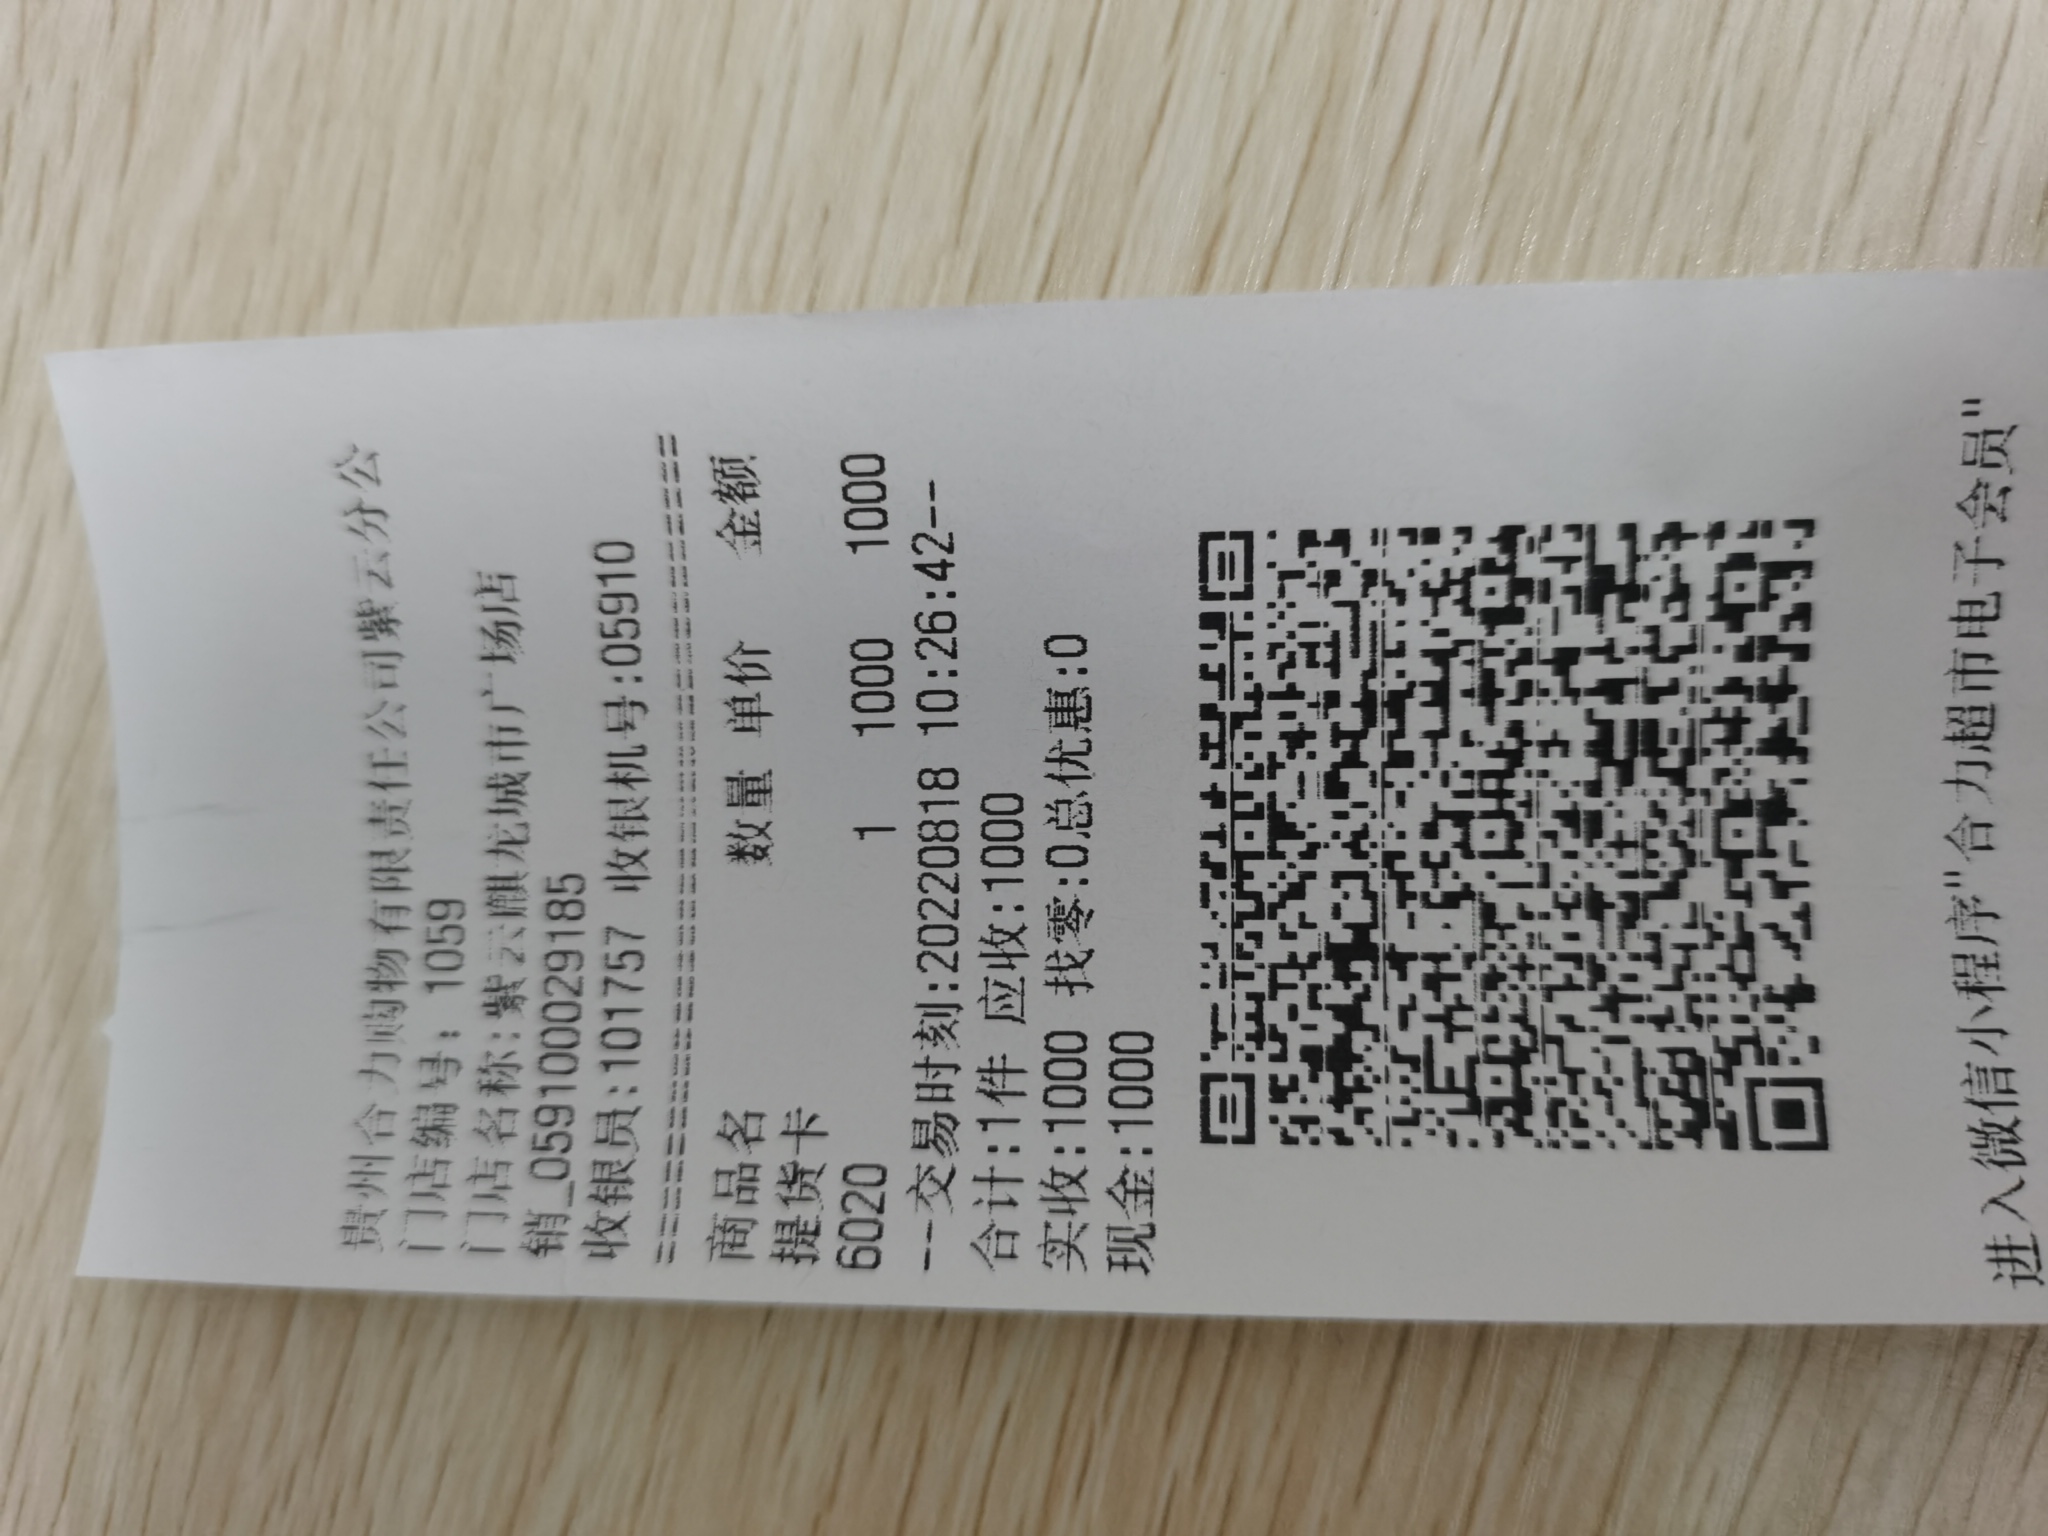 贵州合力购物有限责任公司紫云分公
门店编号：1059
门店名称:紫云麒龙城市广场店
销_0591000029185
收银员:101757 收银机号:05910
================================
商品名 数量 单价 金额
提货卡
6020 1 1000 1000
--交易时刻:20220818 10:26:42--
合计:1件 应收:1000
实收:1000 找零:0总优惠:0
现金:1000
进入微信小程序"合力超市电子会员"